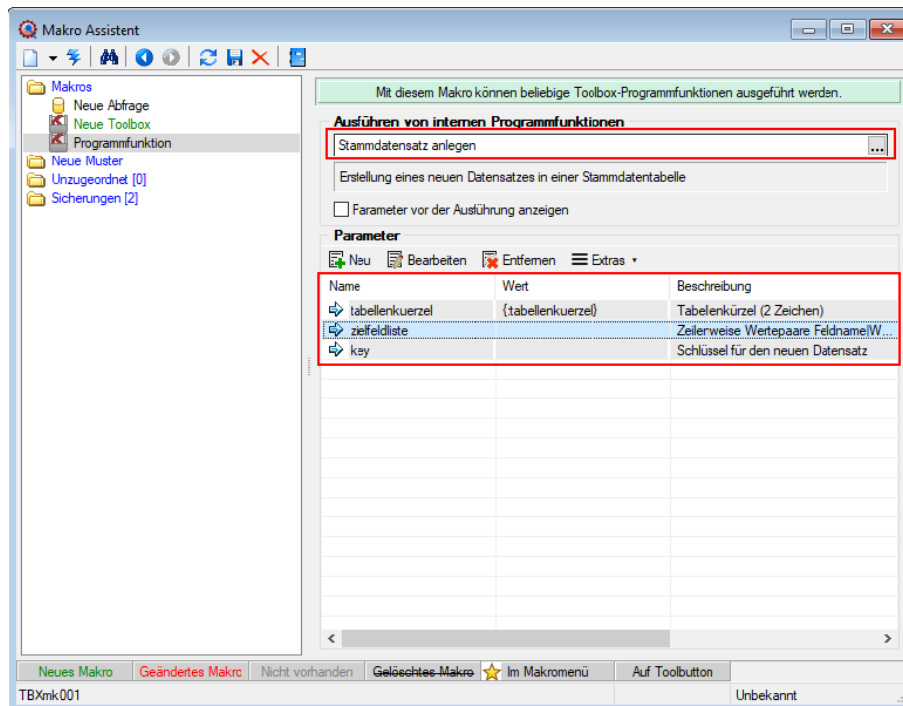 Makro Assistent
Makros
Neue Abfrage
Neue Toolbox
Programmfunktion
Neue Muster
Unzugeordnet [0]
Sicherungen [2]
Mit diesem Makro können beliebige Toolbox-Programmfunktionen ausgeführt werden.
Ausführen von internen Programmfunktionen
Stammdatensatz anlegen
...
Erstellung eines neuen Datensatzes in einer Stammdatentabelle
Farameter vor der Ausführung anzeigen
Parameter
Neu Bearbeiten Entfernen Extras
Name Wert Beschreibung
tabellenkuerzel {:tabellenkuerzel} Tabelenkürzel (2 Zeichen)
zielfeldliste Zeilerweise Wertepaare Feldname|W...
key Schlüssel für den neuen Datensatz
Neues Makro Geändertes Makro Nicht vorhanden Gelöschtes Makro Im Makromenü Auf Toolbutton
TBXmk001 Unbekannt